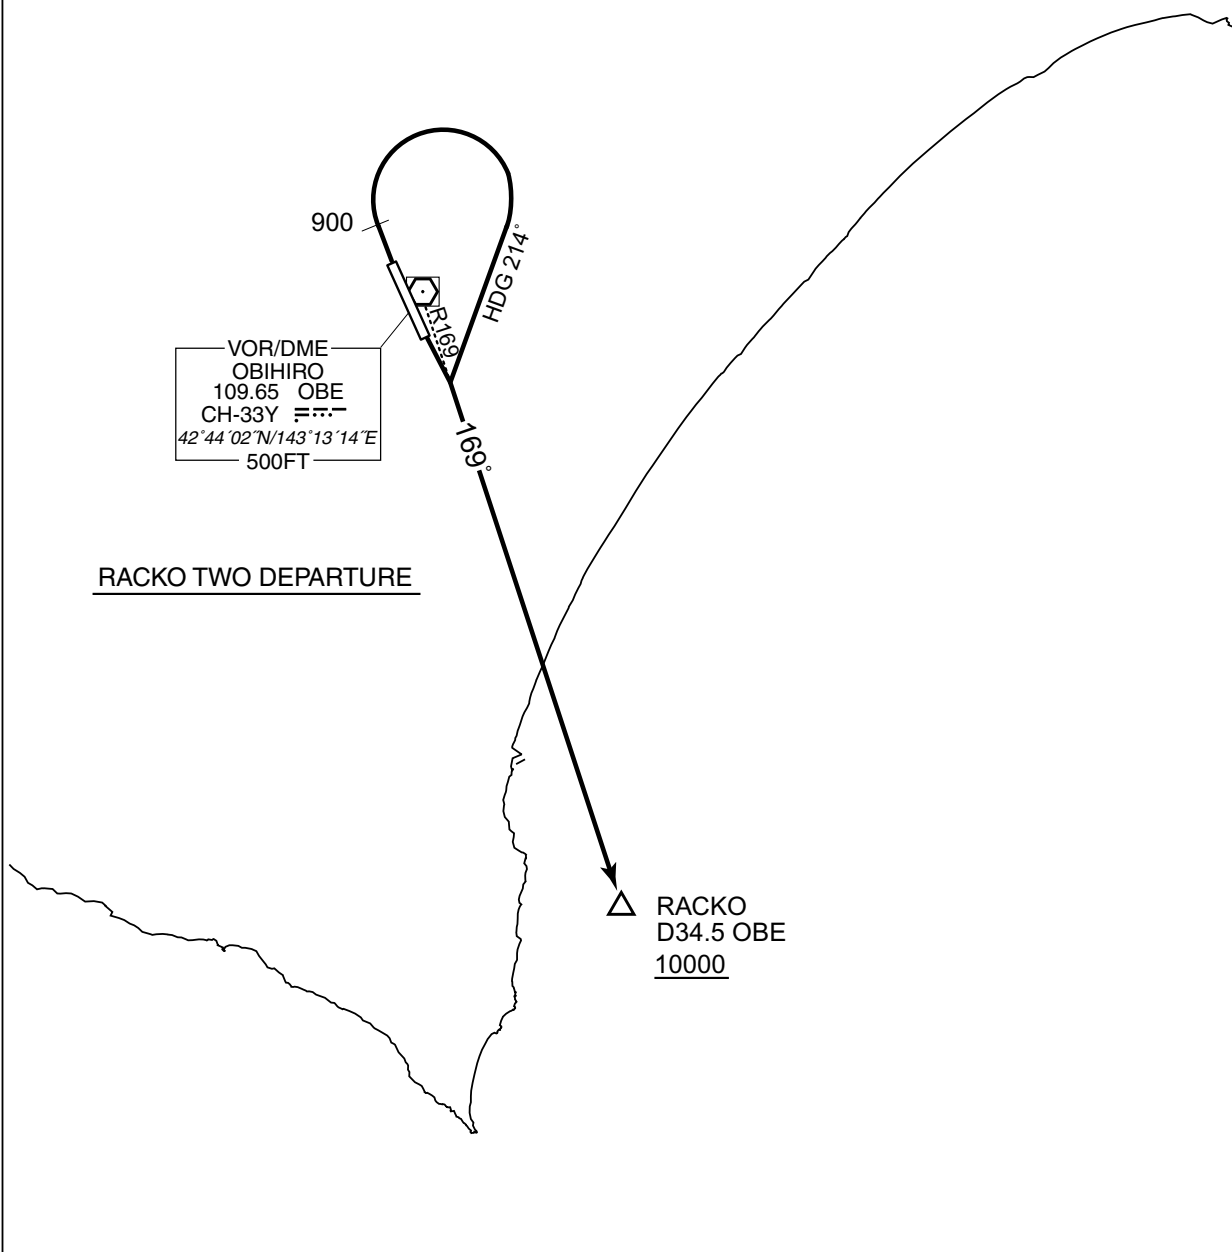 900
HDG 214°
R169
VOR/DME
OBIHIRO
109.65 OBE
CH-33Y
42°44´02˝N/143°13´14˝E
500FT
169°
RACKO TWO DEPARTURE
RACKO
D34.5 OBE
10000